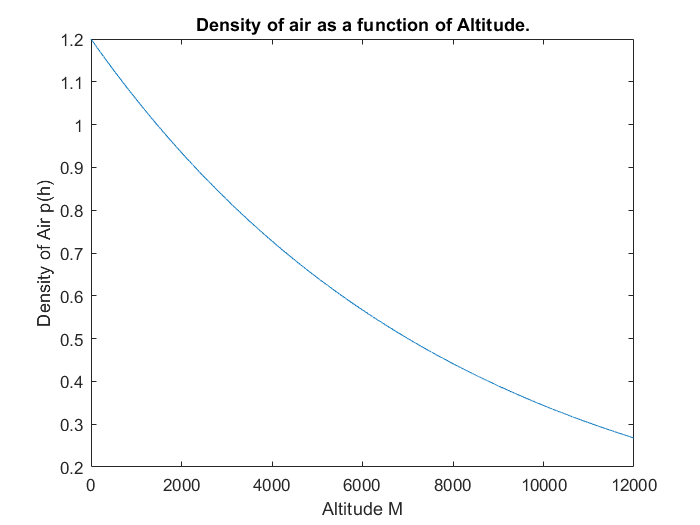 Density of air as a function of Altitude.
1.2
1.1
1
0.9
0.8
0.7
0.6
0.5
0.4
0.3
0.2
Density of Air p(h)
0 2000 4000 6000 8000 10000 12000
Altitude M